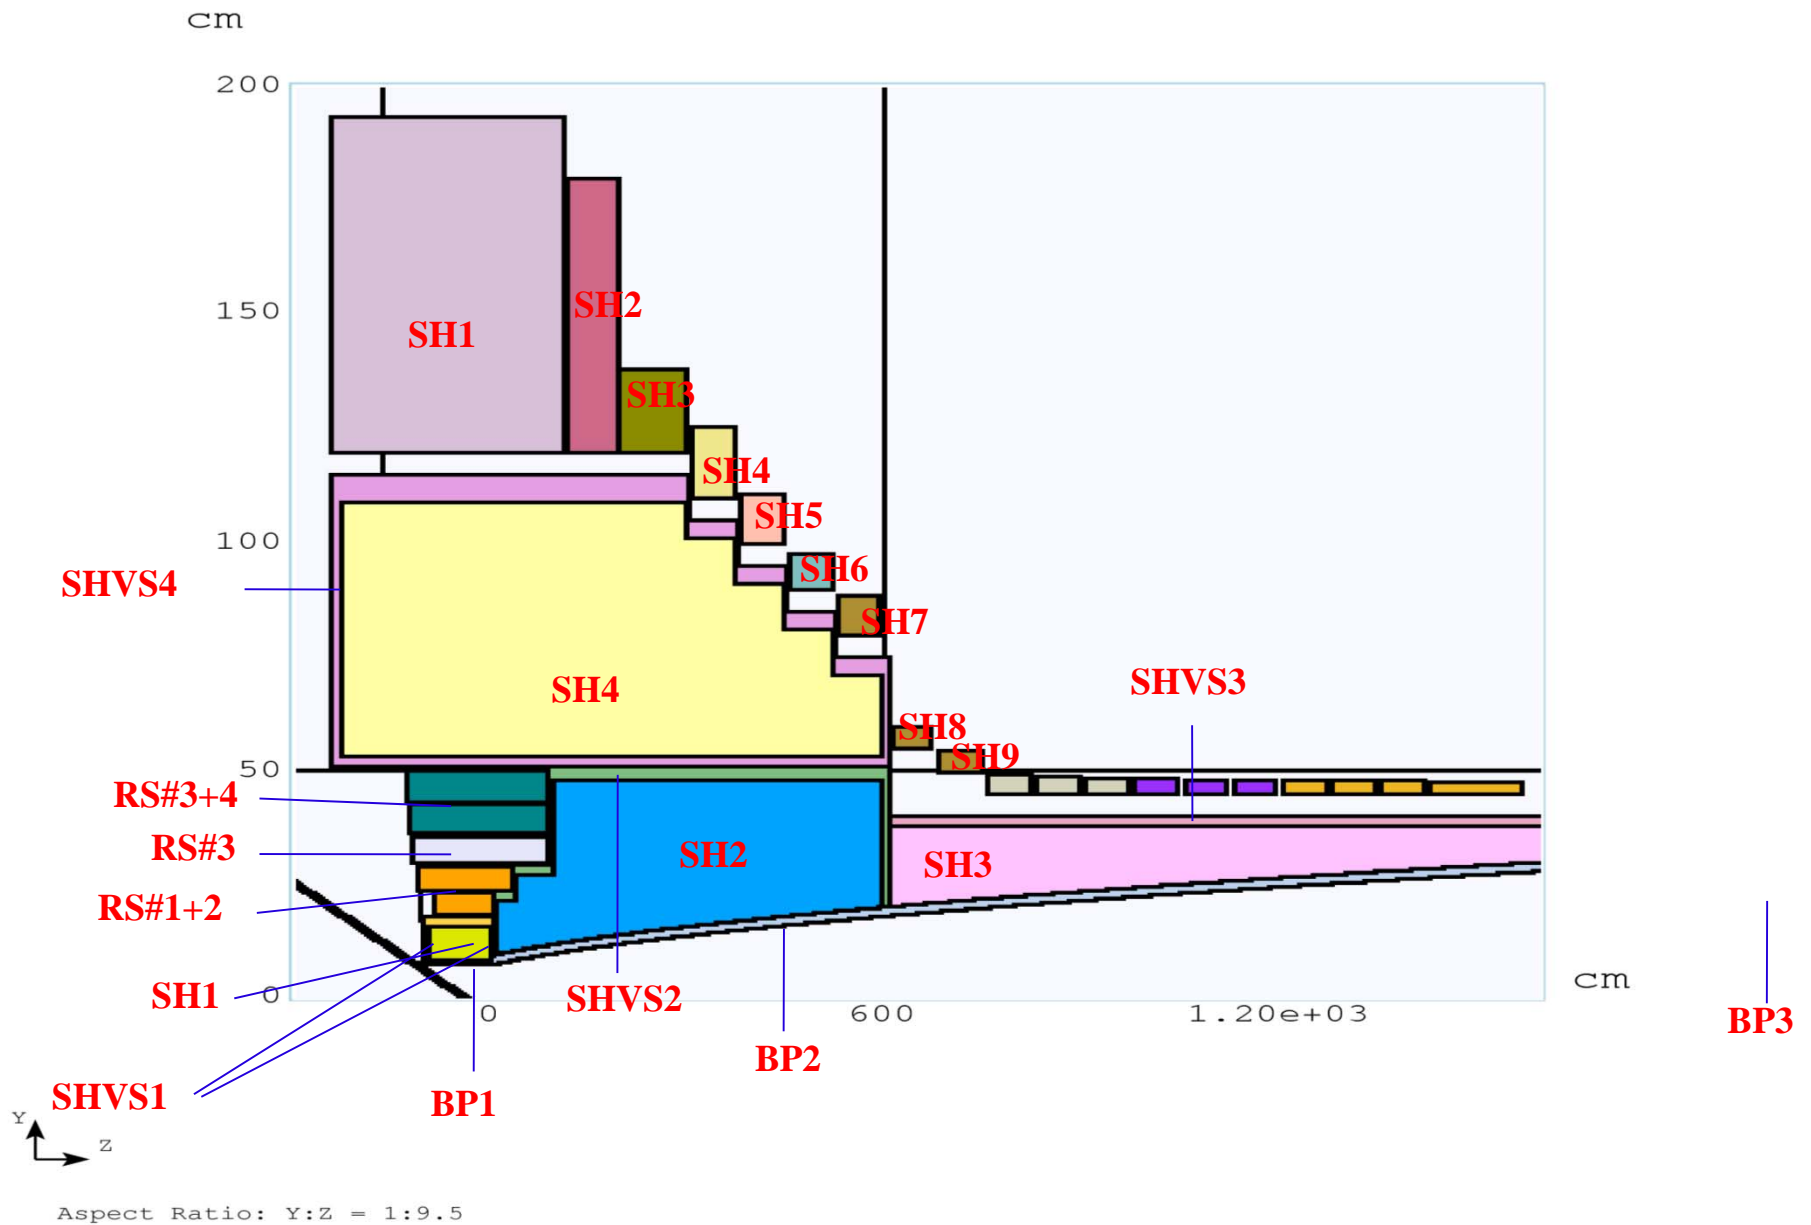 cm
200
150
SH2
SH1
SH3
SH4
SH5
100
SH6
SHVS4
SH7
SHVS3
SH4
SH8
SH9
50
RS#3+4
RS#3
SH2
SH3
RS#1+2
SH1
0
SHVS2
cm
0
600
1.20e+03
BP3
BP2
SHVS1
BP1
Y
Z
Aspect Ratio: Y:Z = 1:9.5